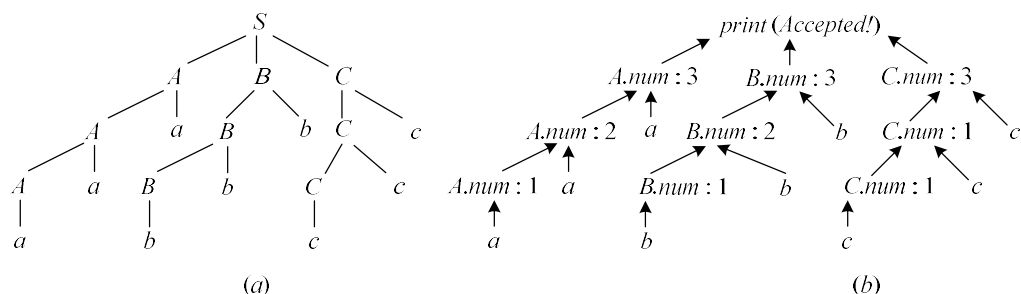 S print (Accepted!)
A B C A.num : 3 B.num : 3 C.num : 3
A a B b C c A.num : 2 a B.num : 2 b C.num : 1 c
A a B b C c A.num : 1 a B.num : 1 b C.num : 1 c
a b c a b c
(a) (b)